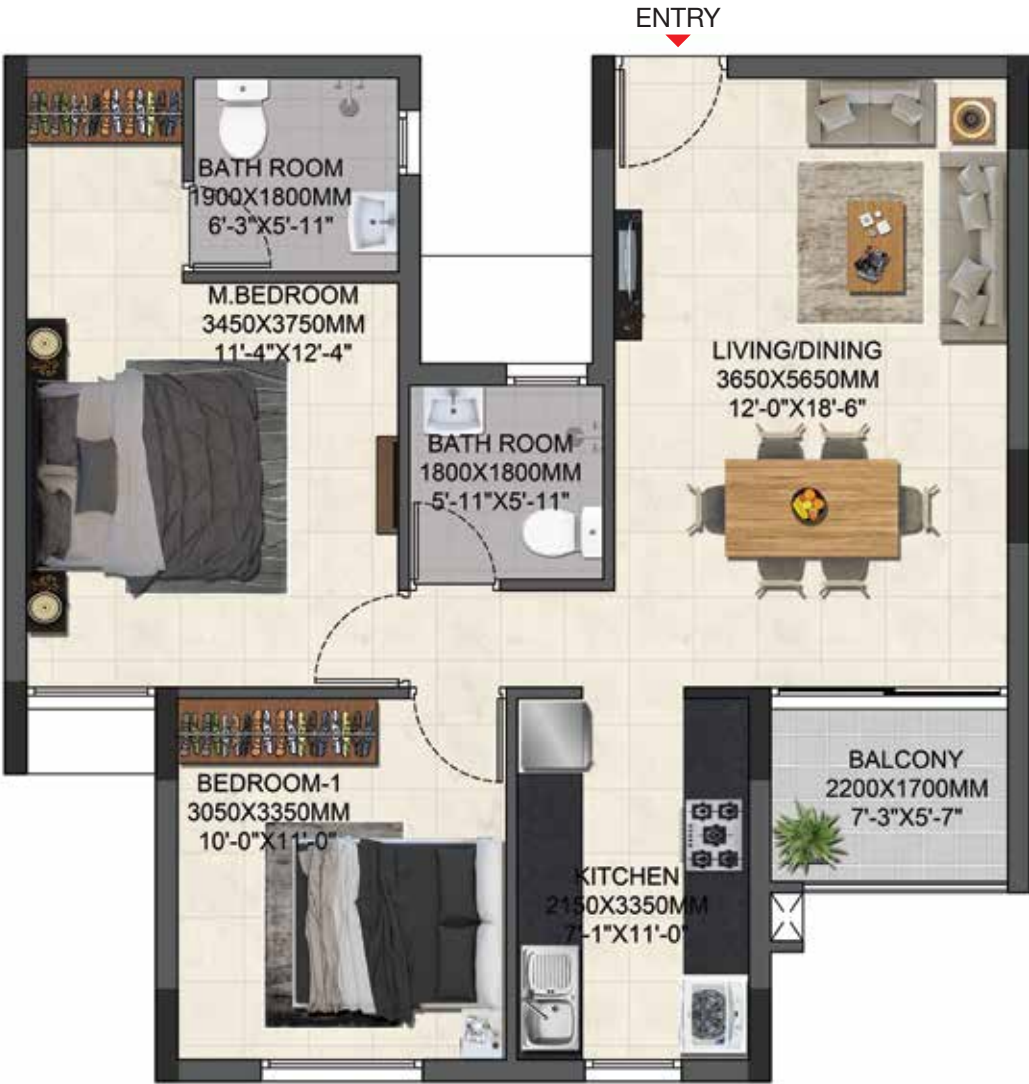 ENTRY
BATH ROOM
1900X1800MM
6'-3"X5'-11"
M.BEDROOM
3450X3750MM
11'-4"X12'-4"
LIVING/DINING
3650X5650MM
12'-0"X18'-6"
BATH ROOM
1800X1800MM
5'-11"X5'-11"
BEDROOM-1
3050X3350MM
10'-0"X11'-0"
KITCHEN
2150X3350MM
7'-1"X11'-0"
BALCONY
2200X1700MM
7'-3"X5'-7"